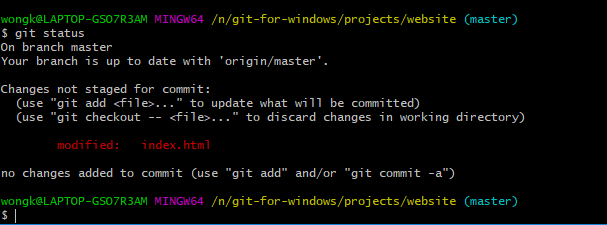 wongk@LAPTOP-GSO7R3AM MINGW64 /n/git-for-windows/projects/website (master)
$ git status
On branch master
Your branch is up to date with 'origin/master'.
Changes not staged for commit:
(use "git add <file>..." to update what will be committed)
(use "git checkout -- <file>..." to discard changes in working directory)
modified: index.html
no changes added to commit (use "git add" and/or "git commit -a")
wongk@LAPTOP-GSO7R3AM MINGW64 /n/git-for-windows/projects/website (master)
$